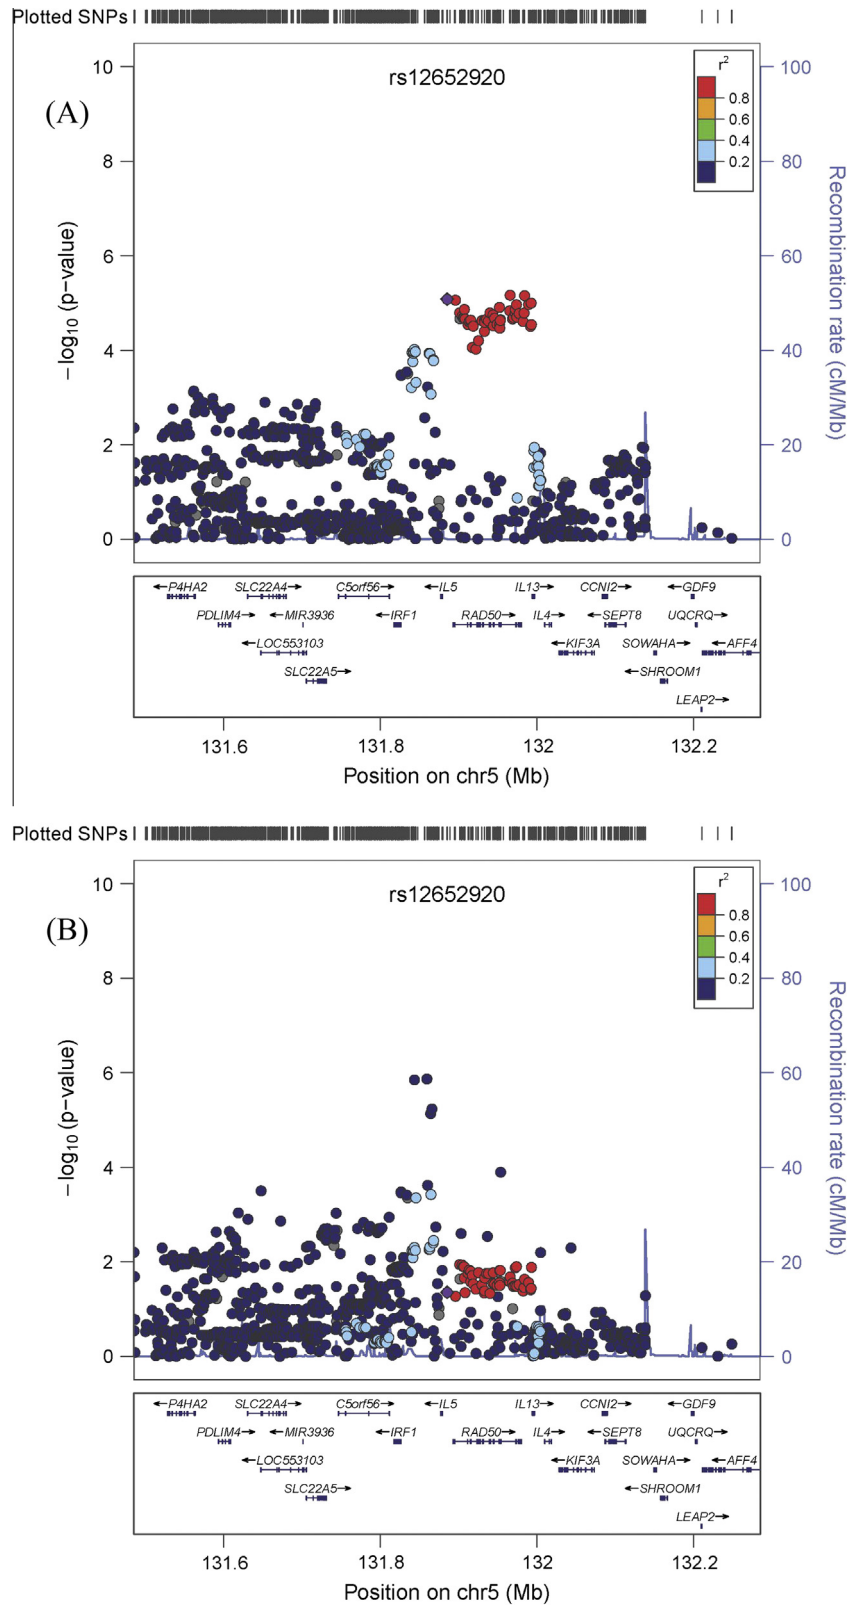 Plotted SNPs
(A)
rs12652920
r2
0.8
0.6
0.4
0.2
10
8
6
4
2
0
100
80
60
40
20
0
−log10 (p−value)
Recombination rate (cM/Mb)
P4HA2 SLC22A4 C5orf56 IL5 IL13 CCNI2 GDF9
PDLIM4 MIR3936 IRF1 RAD50 IL4 SEPT8 UQCRQ
LOC553103 KIF3A SOWAHA AFF4
SLC22A5 SHROOM1
LEAP2
131.6 131.8 132 132.2
Position on chr5 (Mb)
Plotted SNPs
(B)
rs12652920
r2
0.8
0.6
0.4
0.2
10
8
6
4
2
0
100
80
60
40
20
0
−log10 (p−value)
Recombination rate (cM/Mb)
P4HA2 SLC22A4 C5orf56 IL5 IL13 CCNI2 GDF9
PDLIM4 MIR3936 IRF1 RAD50 IL4 SEPT8 UQCRQ
LOC553103 KIF3A SOWAHA AFF4
SLC22A5 SHROOM1
LEAP2
131.6 131.8 132 132.2
Position on chr5 (Mb)